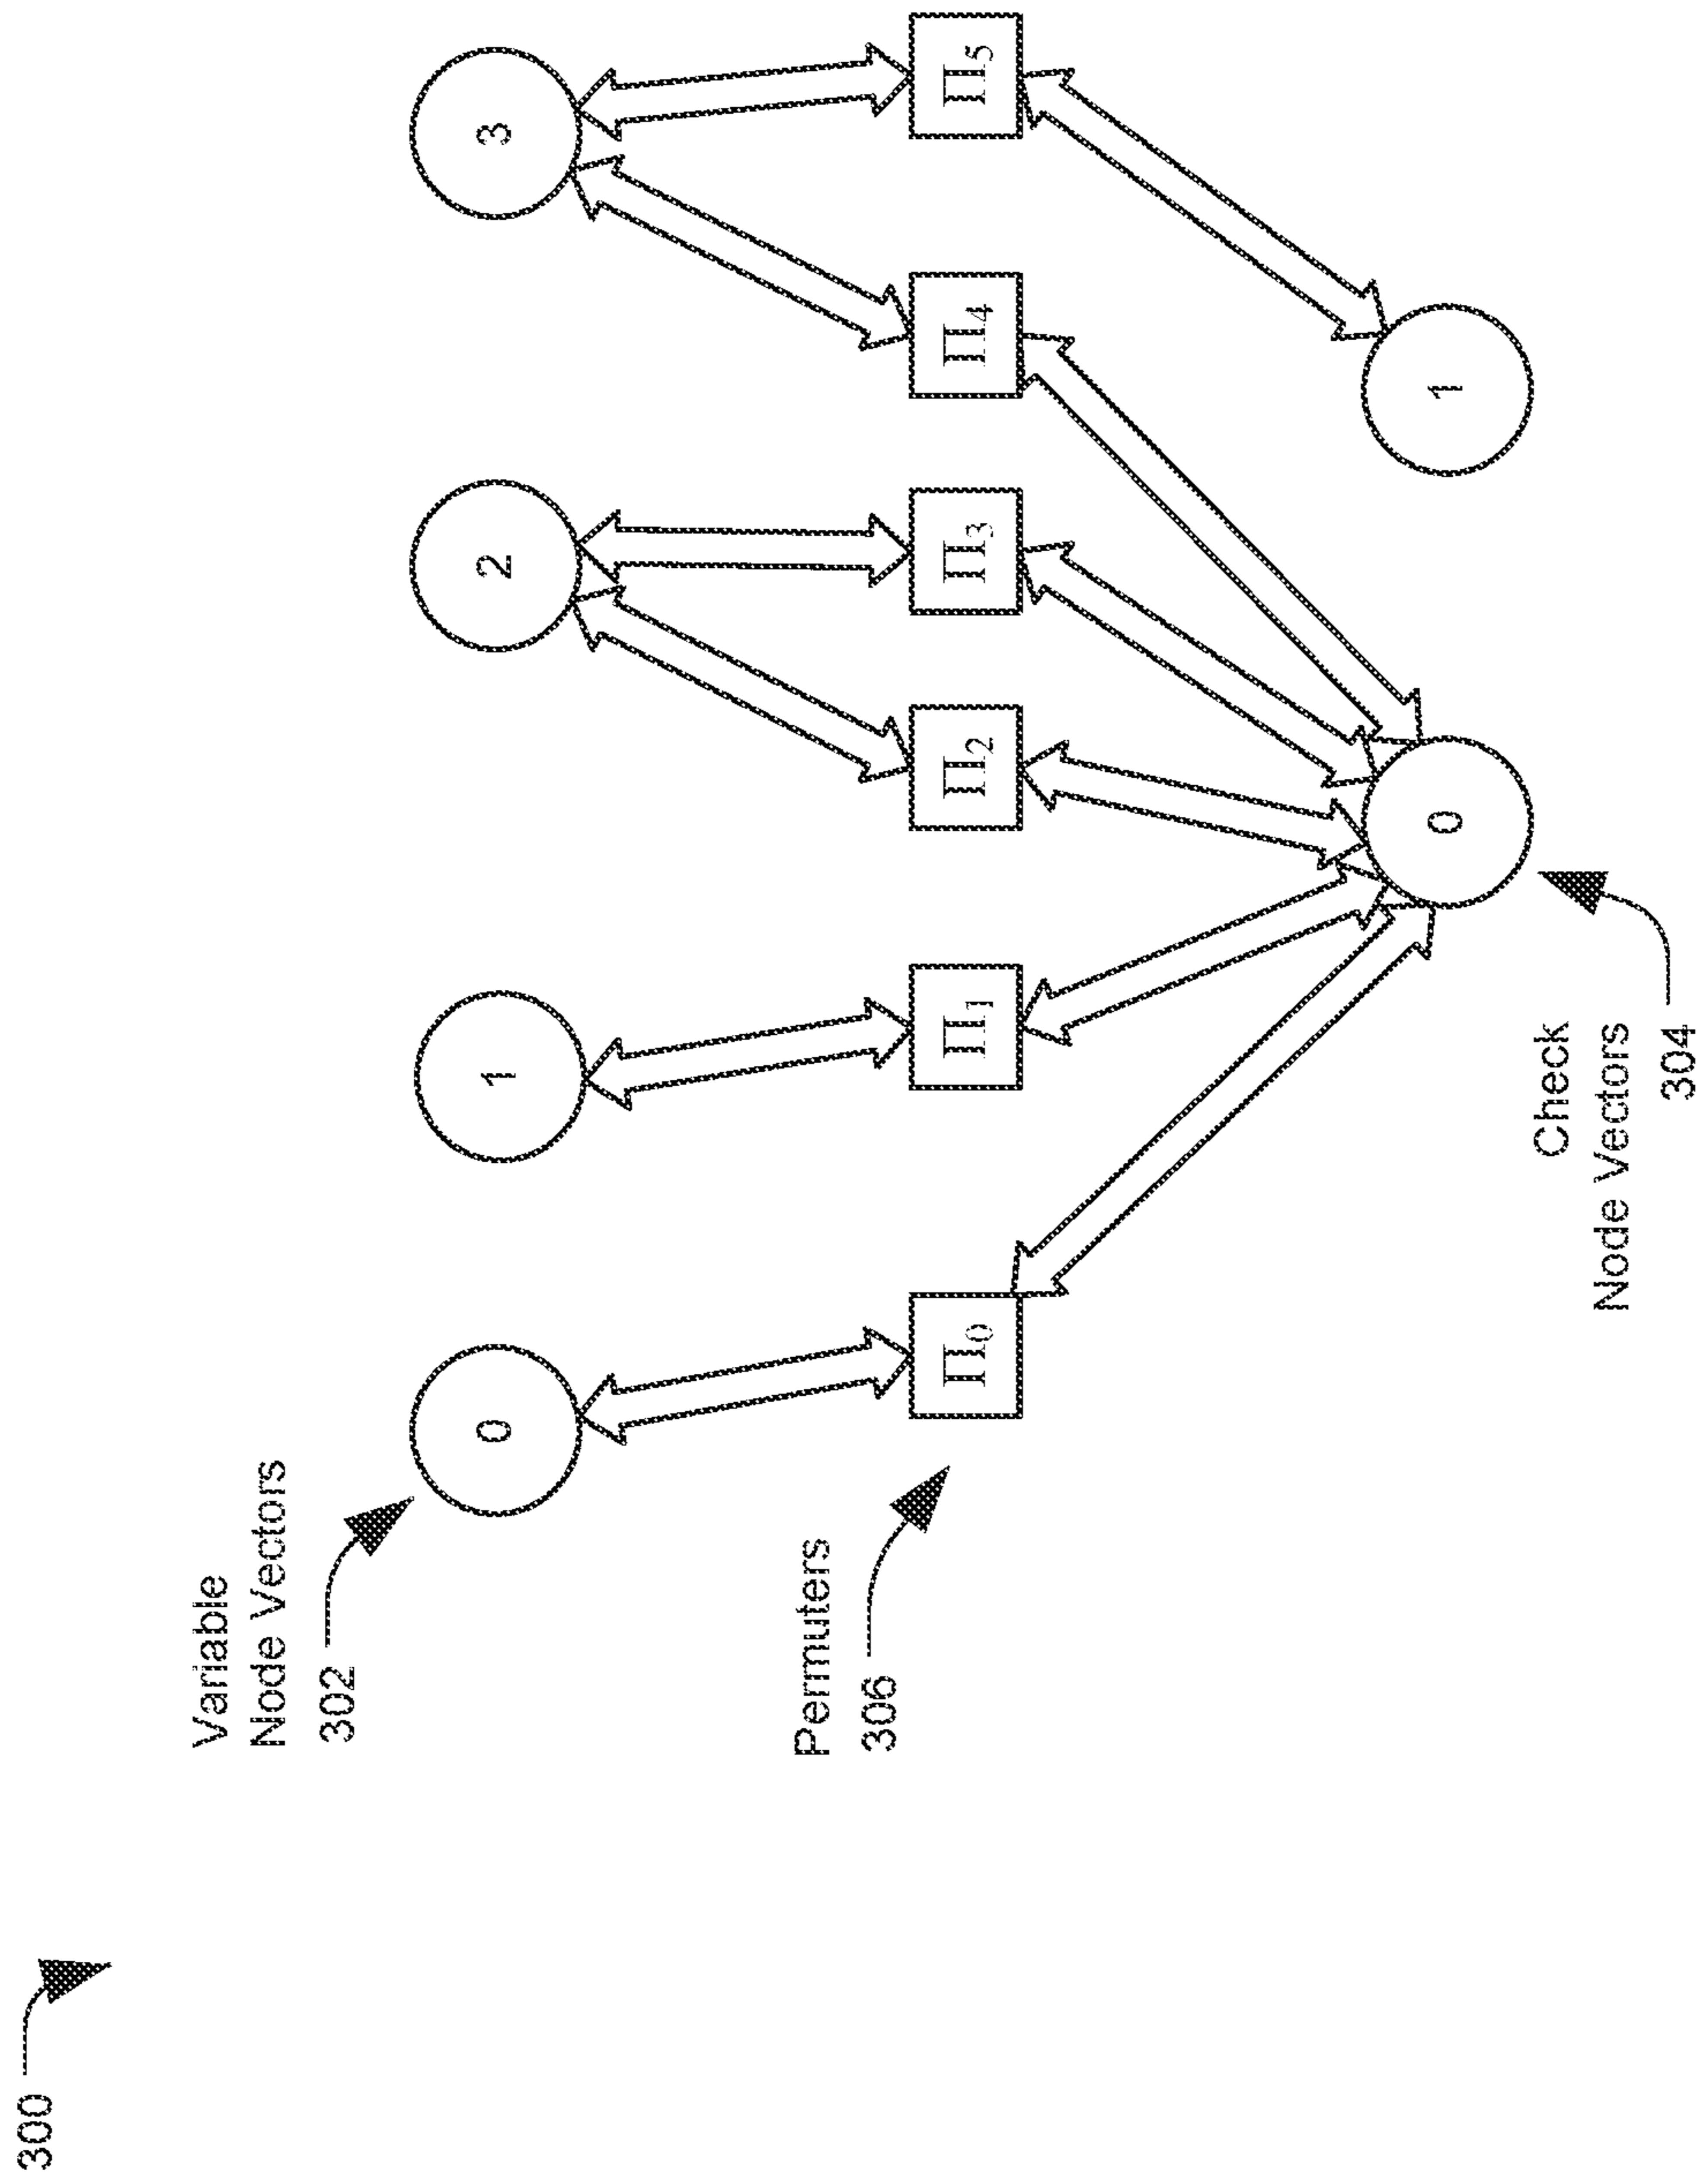 300
Variable
Node Vectors
302
0
1
2
3
Permuters
306
Π0
Π1
Π2
Π3
Π4
Π5
0
1
Check
Node Vectors
304